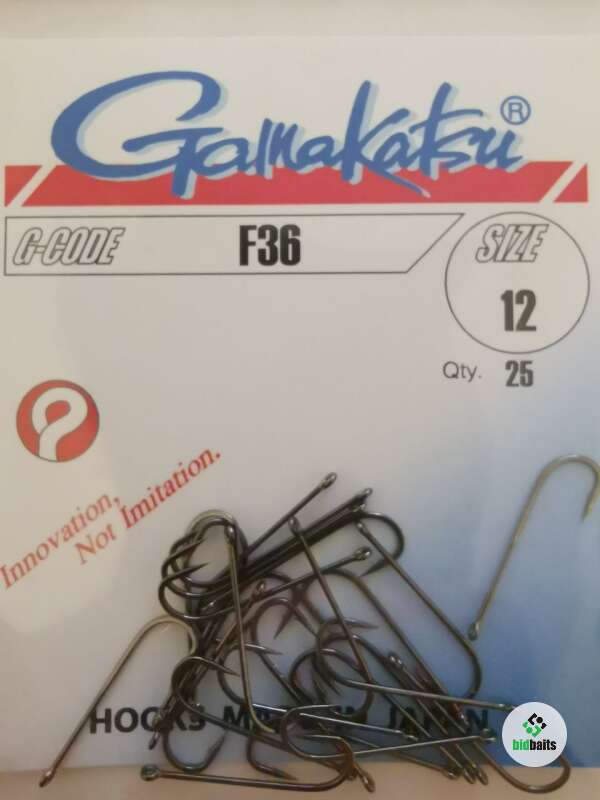 Gamakatsu®
G-CODE F36 SIZE
12
Qty. 25
Innovation,
Not Imitation.
HOOKS JAPAN
bidbaits